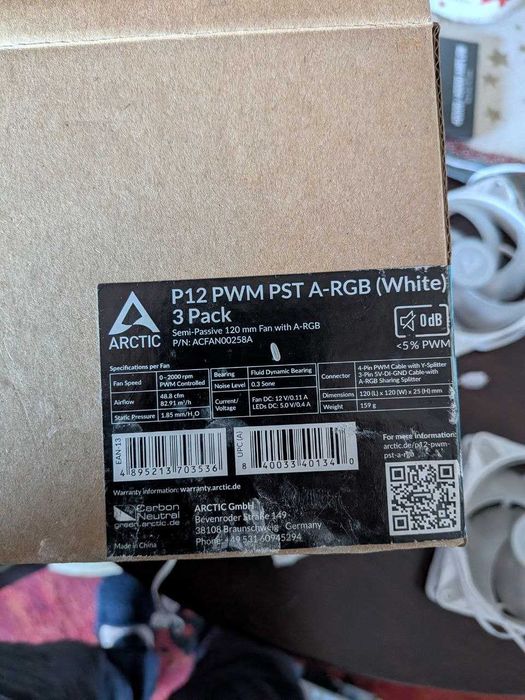 P12 PWM PST A-RGB (White)
3 Pack
Semi-Passive 120 mm Fan with A-RGB
P/N: ACFAN00258A
ARCTIC
0 dB
<5% PWM
Specifications per Fan
Fan Speed 0–2000 rpm PWM Controlled
Airflow 48.8 cfm 82.91 m³/h
Static Pressure 1.85 mm/H₂O
Bearing Fluid Dynamic Bearing
Noise Level 0.3 Sone
Current/Voltage Fan DC: 12 V/0.11 A LEDs DC: 5.0 V/0.4 A
Connector 4-Pin PWM Cable with Y-Splitter 3-Pin 5V-DI-GND Cable with A-RGB Sharing Splitter
Dimensions 120 (L) x 120 (W) x 25 (H) mm
Weight 159 g
EAN-13
4 895213 703536
UPC (A)
8 40033 40134 0
For more information:
arctic.de/p12-pwm-
pst-a-rgb
Warranty information: warranty.arctic.de
Carbon
Neutral
green.arctic.de
Made in China
ARCTIC GmbH
Bevenroder Straße 149
38108 Braunschweig Germany
Phone: +49 531 60945294